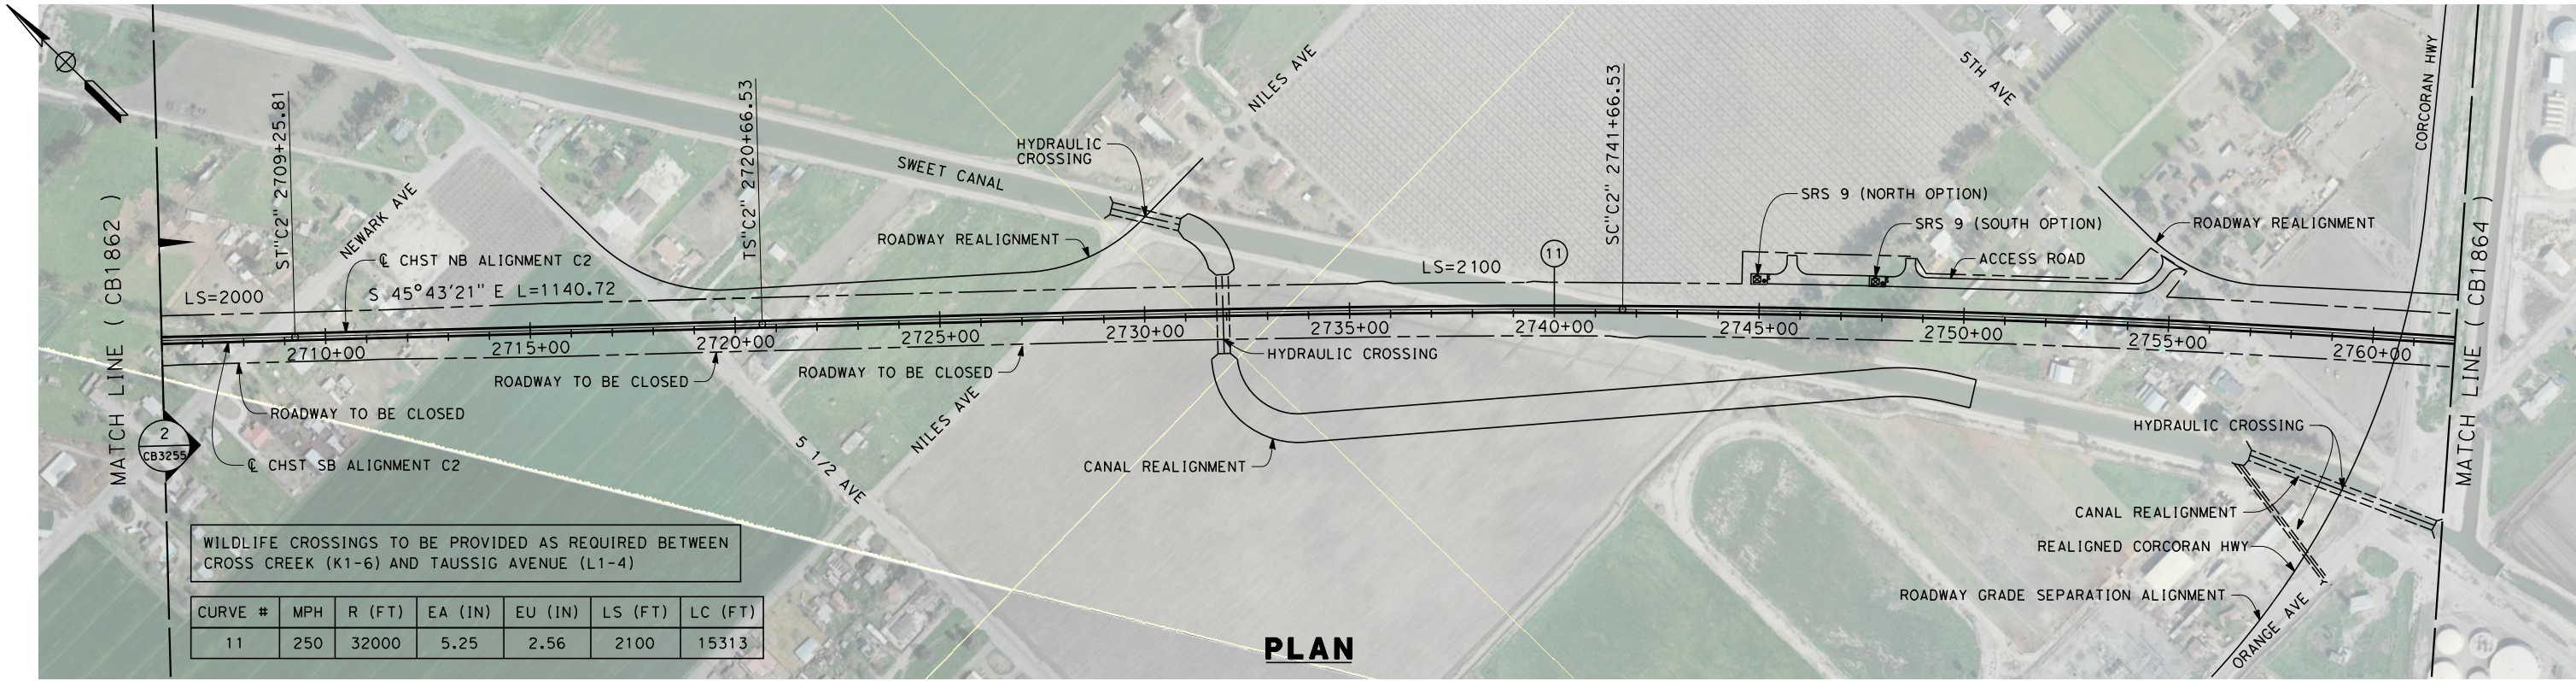 MATCH LINE ( CB1862 )
ST"C2" 2709+25.81
NEWARK AVE
℄ CHST NB ALIGNMENT C2
S 45°43'21" E L=1140.72
LS=2000
2710+00
2715+00
2720+00
2725+00
2730+00
2735+00
2740+00
2745+00
2750+00
2755+00
2760+00
ROADWAY TO BE CLOSED
℄ CHST SB ALIGNMENT C2
2
CB3255
ROADWAY TO BE CLOSED
ROADWAY TO BE CLOSED
TS"C2" 2720+66.53
SWEET CANAL
HYDRAULIC
CROSSING
NILES AVE
ROADWAY REALIGNMENT
NILES AVE
5 1/2 AVE
HYDRAULIC CROSSING
CANAL REALIGNMENT
LS=2100
11
SC"C2" 2741+66.53
SRS 9 (NORTH OPTION)
SRS 9 (SOUTH OPTION)
ACCESS ROAD
5TH AVE
ROADWAY REALIGNMENT
CORCORAN HWY
MATCH LINE ( CB1864 )
HYDRAULIC CROSSING
CANAL REALIGNMENT
REALIGNED CORCORAN HWY
ROADWAY GRADE SEPARATION ALIGNMENT
ORANGE AVE
WILDLIFE CROSSINGS TO BE PROVIDED AS REQUIRED BETWEEN
CROSS CREEK (K1-6) AND TAUSSIG AVENUE (L1-4)
CURVE # MPH R (FT) EA (IN) EU (IN) LS (FT) LC (FT)
11 250 32000 5.25 2.56 2100 15313
PLAN